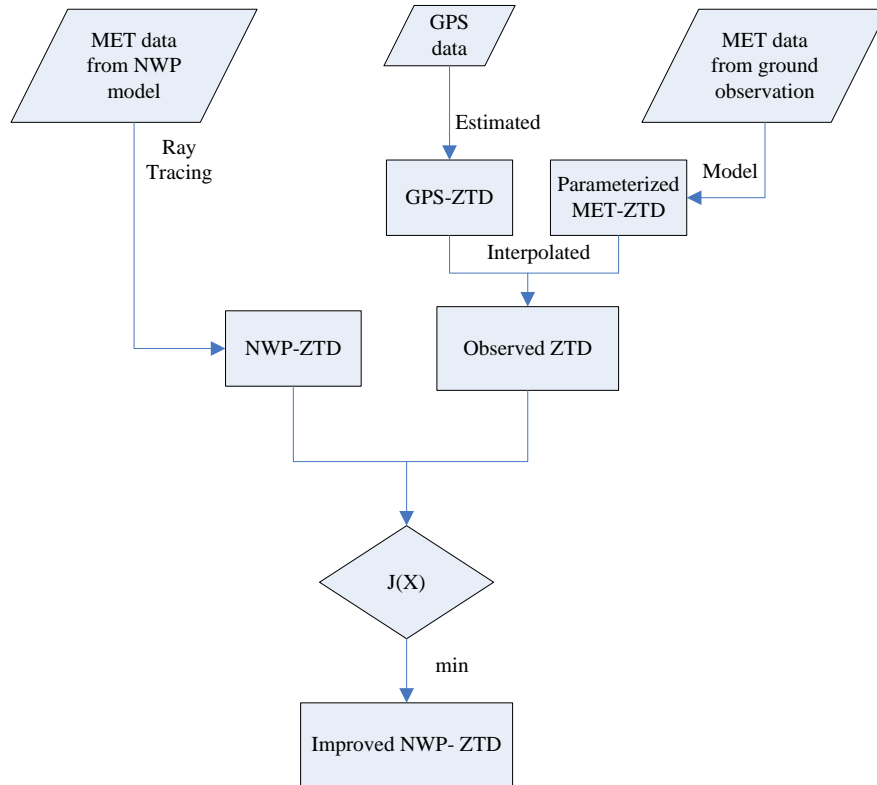 MET data
from NWP
model
GPS
data
MET data
from ground
observation
Estimated
Ray
Tracing
Model
GPS-ZTD
Parameterized
MET-ZTD
Interpolated
NWP-ZTD
Observed ZTD
J(X)
min
Improved NWP- ZTD